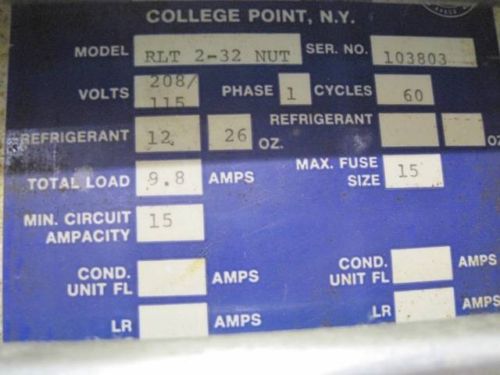 COLLEGE POINT, N.Y.
MODEL RLT 2-32 NUT SER. NO. 103803
VOLTS 208/115 PHASE 1 CYCLES 60
REFRIGERANT 12 26 OZ. REFRIGERANT OZ
TOTAL LOAD 9.8 AMPS MAX. FUSE SIZE 15
MIN. CIRCUIT AMPACITY 15
COND. UNIT FL AMPS COND. UNIT FL AMPS
LR AMPS LR AMPS